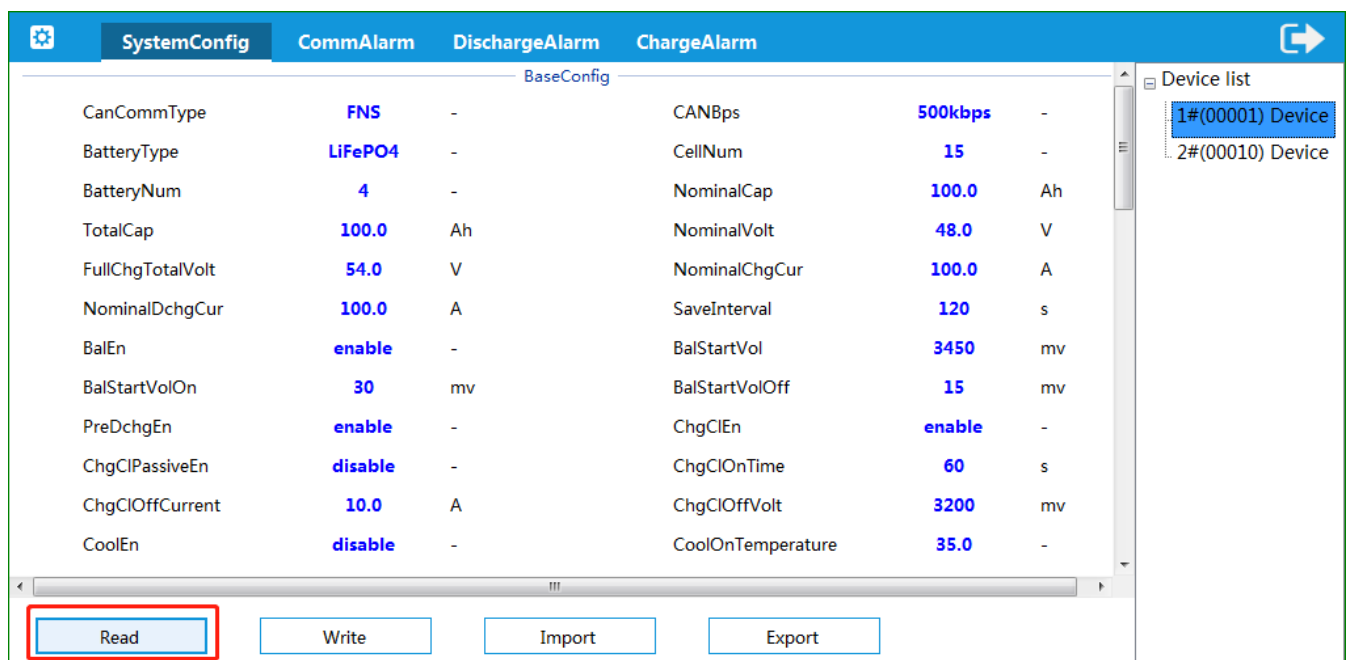 SystemConfig CommAlarm DischargeAlarm ChargeAlarm
BaseConfig
CanCommType FNS - CANBps 500kbps -
BatteryType LiFePO4 - CellNum 15 -
BatteryNum 4 - NominalCap 100.0 Ah
TotalCap 100.0 Ah NominalVolt 48.0 V
FullChgTotalVolt 54.0 V NominalChgCur 100.0 A
NominalDchgCur 100.0 A SaveInterval 120 s
BalEn enable - BalStartVol 3450 mv
BalStartVolOn 30 mv BalStartVolOff 15 mv
PreDchgEn enable - ChgClEn enable -
ChgClPassiveEn disable - ChgClOnTime 60 s
ChgClOffCurrent 10.0 A ChgClOffVolt 3200 mv
CoolEn disable - CoolOnTemperature 35.0 -
Read Write Import Export
Device list
1#(00001) Device
2#(00010) Device